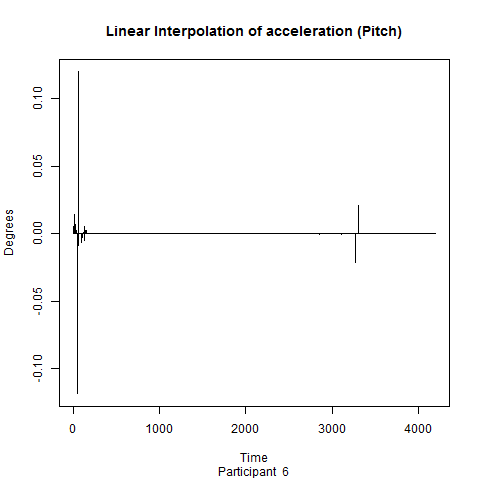 Linear Interpolation of acceleration (Pitch)
Degrees
0.10
0.05
0.00
-0.05
-0.10
0 1000 2000 3000 4000
Time
Participant 6